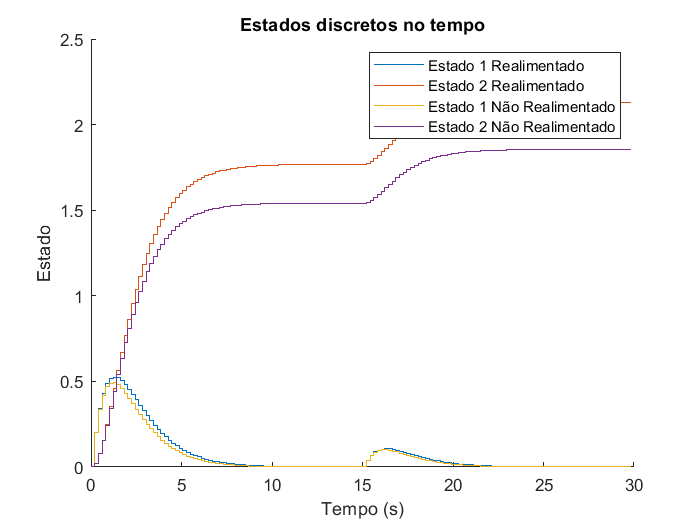 Estados discretos no tempo
Estado 1 Realimentado
Estado 2 Realimentado
Estado 1 Não Realimentado
Estado 2 Não Realimentado
Estado
2.5
2
1.5
1
0.5
0
0 5 10 15 20 25 30
Tempo (s)